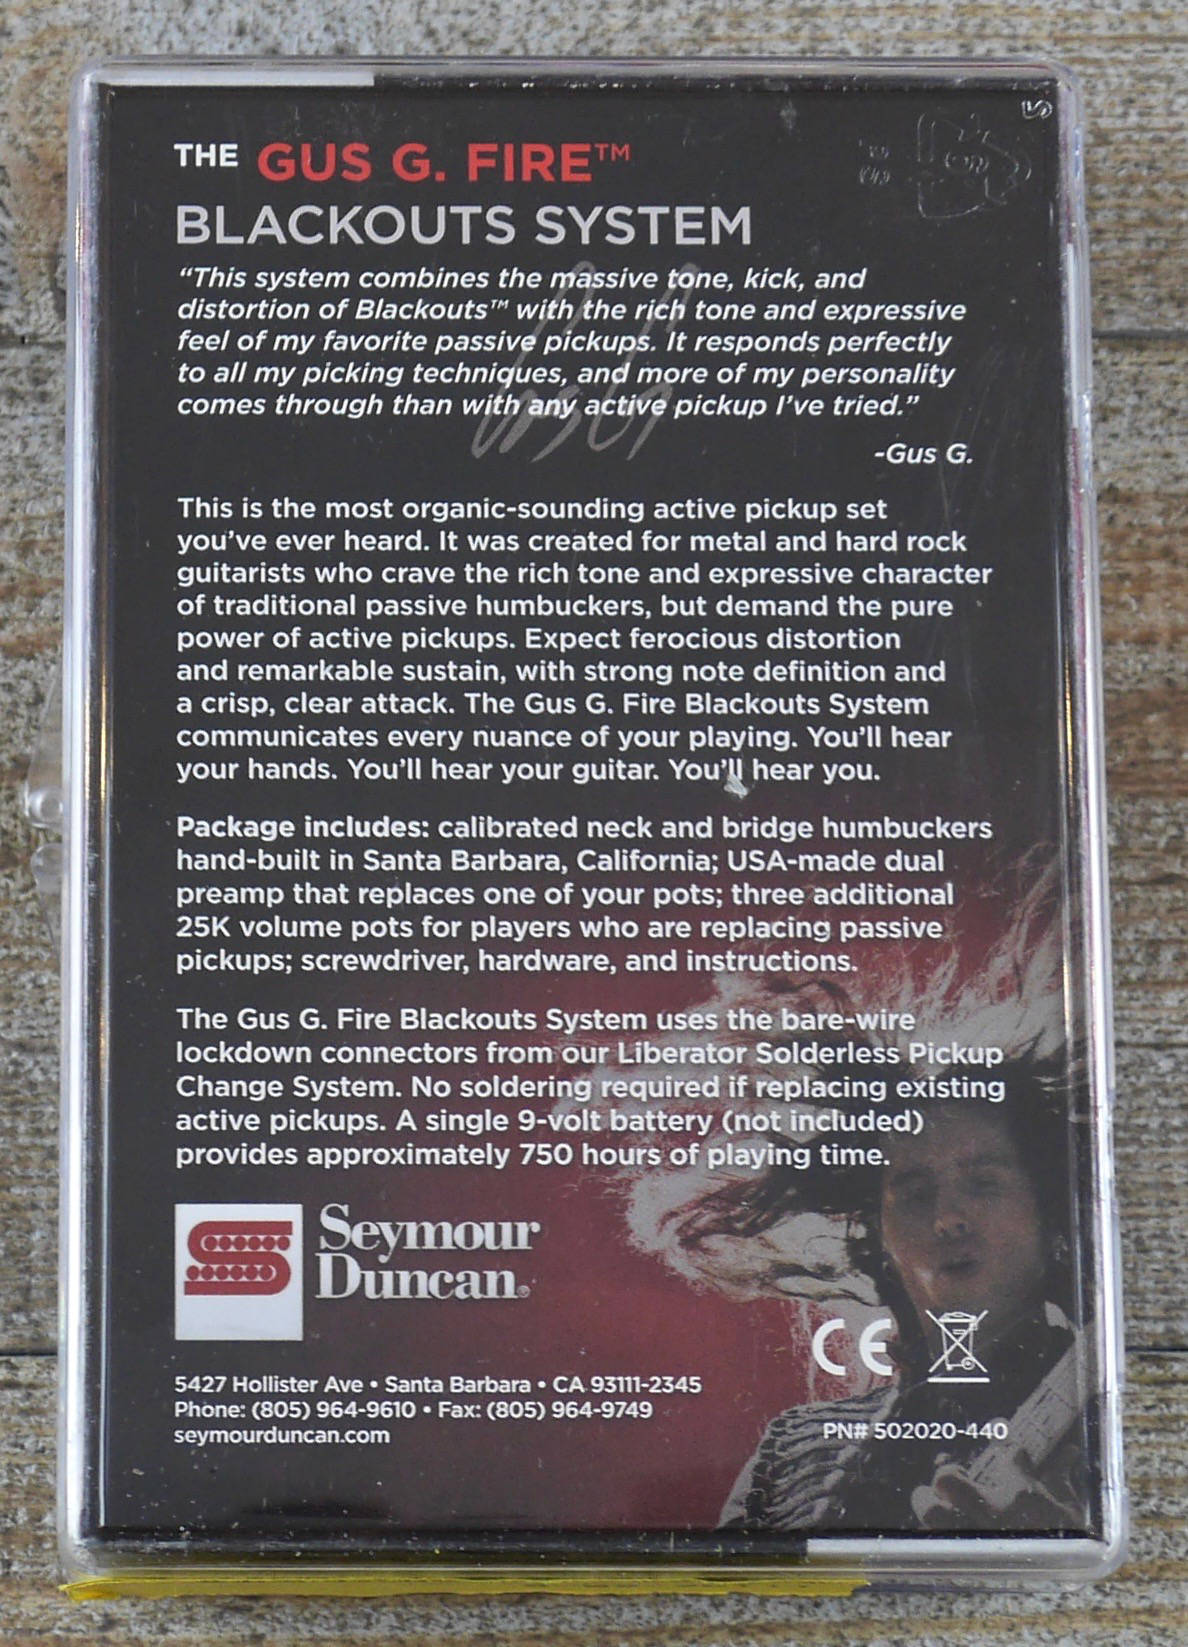 THE GUS G. FIRE™
BLACKOUTS SYSTEM
“This system combines the massive tone, kick, and
distortion of Blackouts™ with the rich tone and expressive
feel of my favorite passive pickups. It responds perfectly
to all my picking techniques, and more of my personality
comes through than with any active pickup I’ve tried.”
-Gus G.
This is the most organic-sounding active pickup set
you’ve ever heard. It was created for metal and hard rock
guitarists who crave the rich tone and expressive character
of traditional passive humbuckers, but demand the pure
power of active pickups. Expect ferocious distortion
and remarkable sustain, with strong note definition and
a crisp, clear attack. The Gus G. Fire Blackouts System
communicates every nuance of your playing. You’ll hear
your hands. You’ll hear your guitar. You’ll hear you.
Package includes: calibrated neck and bridge humbuckers
hand-built in Santa Barbara, California; USA-made dual
preamp that replaces one of your pots; three additional
25K volume pots for players who are replacing passive
pickups; screwdriver, hardware, and instructions.
The Gus G. Fire Blackouts System uses the bare-wire
lockdown connectors from our Liberator Solderless Pickup
Change System. No soldering required if replacing existing
active pickups. A single 9-volt battery (not included)
provides approximately 750 hours of playing time.
Seymour
Duncan®
CE
5427 Hollister Ave • Santa Barbara • CA 93111-2345
Phone: (805) 964-9610 • Fax: (805) 964-9749
seymourduncan.com
PN# 502020-440